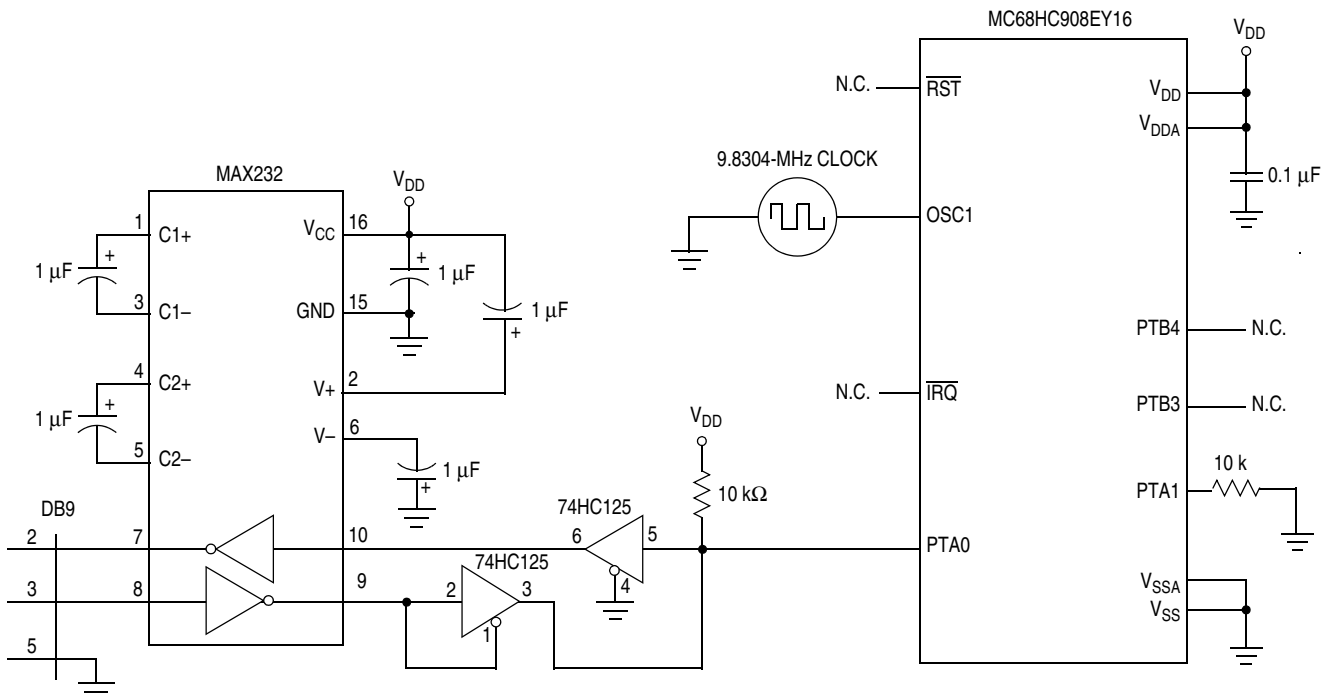 MC68HC908EY16
VDD
N.C.
RST
VDD
VDDA
0.1 µF
9.8304-MHz CLOCK
OSC1
MAX232
VDD
1
C1+
VCC
16
+
1 µF
+
1 µF
1 µF
+
3
C1–
GND
15
4
C2+
V+
2
+
1 µF
5
C2–
V–
6
1 µF
+
PTB4
N.C.
N.C.
IRQ
PTB3
N.C.
VDD
10 kΩ
10 k
PTA1
DB9
74HC125
2
7
10
6
5
4
PTA0
74HC125
3
8
9
2
3
1
VSSA
VSS
5